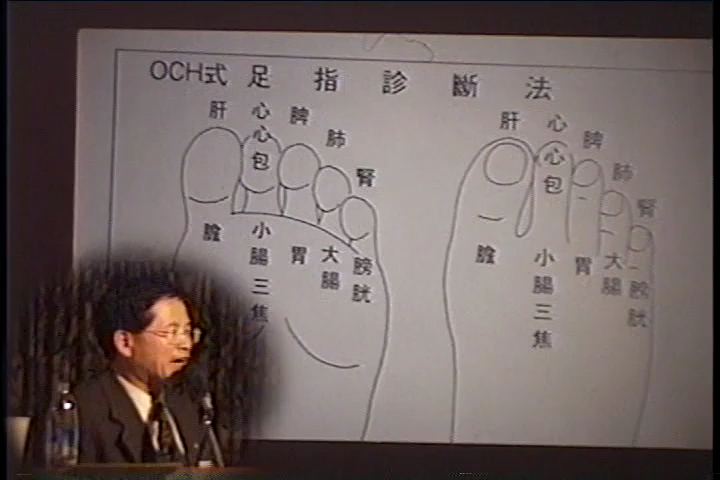 OCH式 足指診斷法
肝
心
心包
脾
肺
腎
膽
小腸三焦
胃
大腸
膀胱
肝
心
心包
脾
肺
腎
膽
小腸三焦
胃
大腸
膀胱